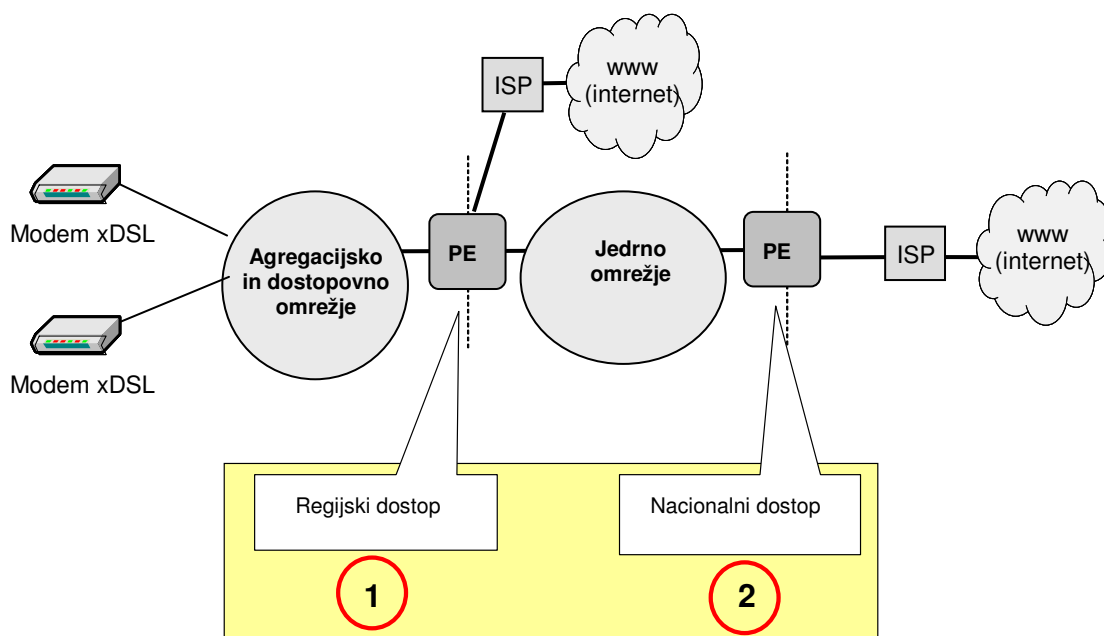 www
(internet)
ISP
Modem xDSL
Agregacijsko
in dostopovno
omrežje
PE
Jedrno
omrežje
PE
ISP
www
(internet)
Modem xDSL
Regijski dostop
Nacionalni dostop
1
2